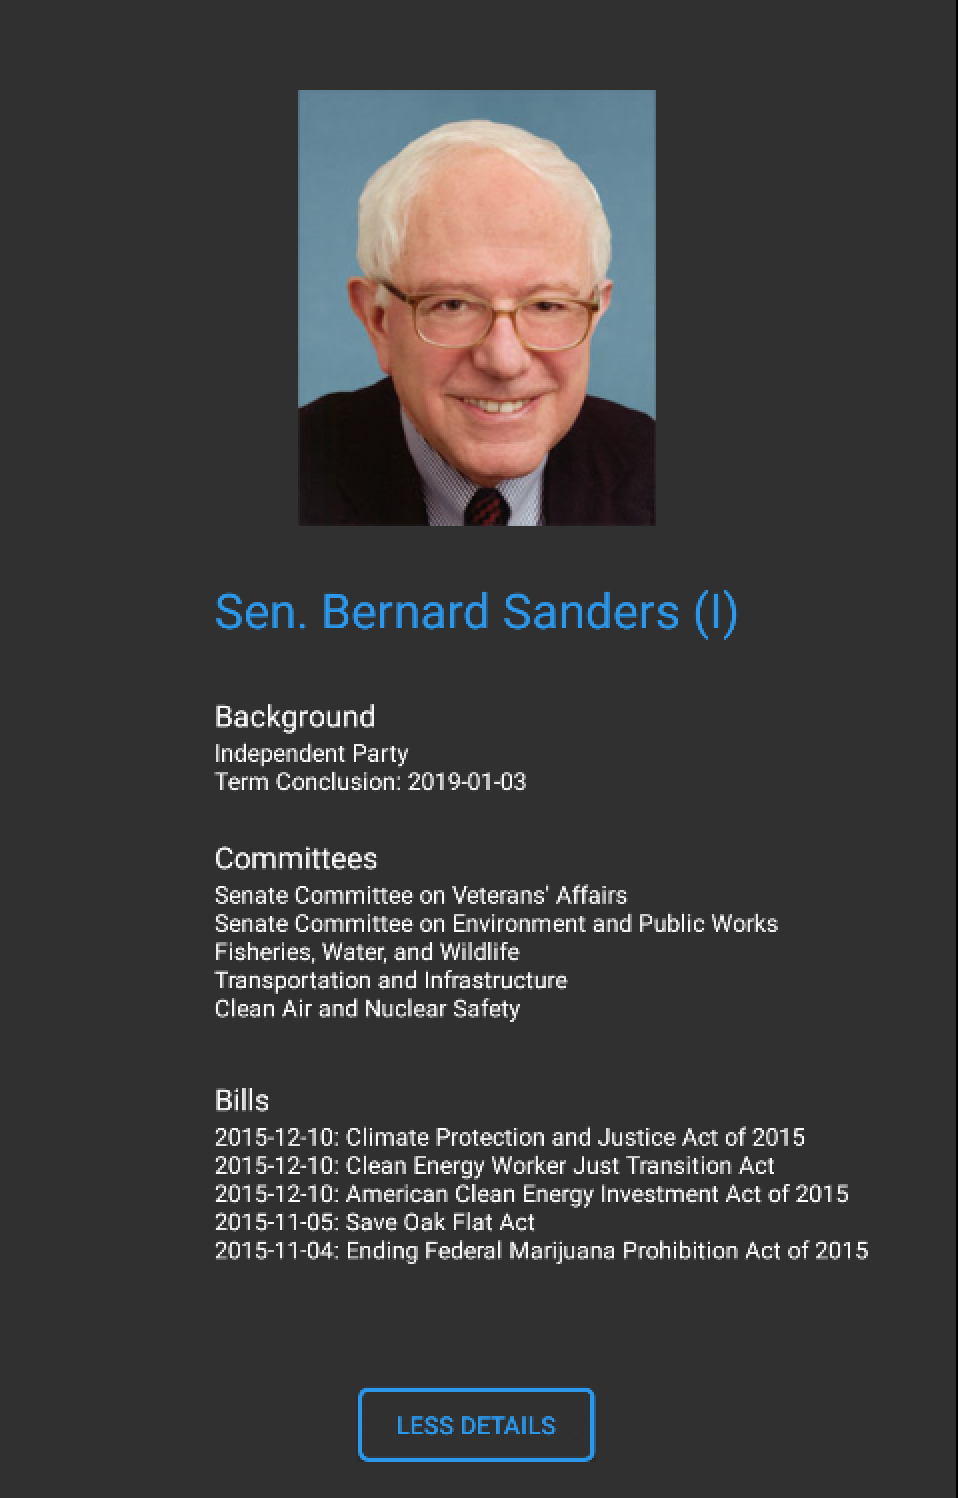 Sen. Bernard Sanders (I)
Background
Independent Party
Term Conclusion: 2019-01-03
Committees
Senate Committee on Veterans' Affairs
Senate Committee on Environment and Public Works
Fisheries, Water, and Wildlife
Transportation and Infrastructure
Clean Air and Nuclear Safety
Bills
2015-12-10: Climate Protection and Justice Act of 2015
2015-12-10: Clean Energy Worker Just Transition Act
2015-12-10: American Clean Energy Investment Act of 2015
2015-11-05: Save Oak Flat Act
2015-11-04: Ending Federal Marijuana Prohibition Act of 2015
LESS DETAILS